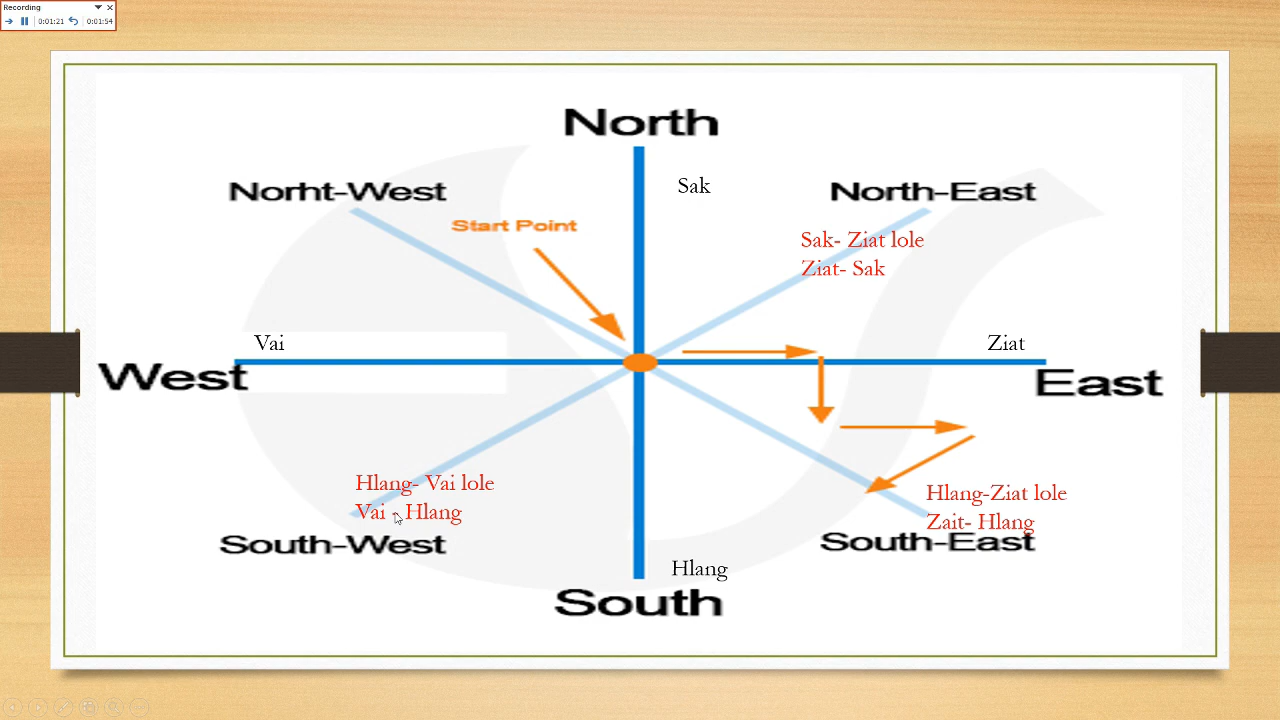 Recording
0:01:21
0:01:54
North
Sak
Norht-West
North-East
Start Point
Sak- Ziat lole
Ziat- Sak
Vai
Ziat
West
East
Hlang- Vai lole
Vai - Hlang
Hlang-Ziat lole
Zait- Hlang
South-West
South-East
Hlang
South